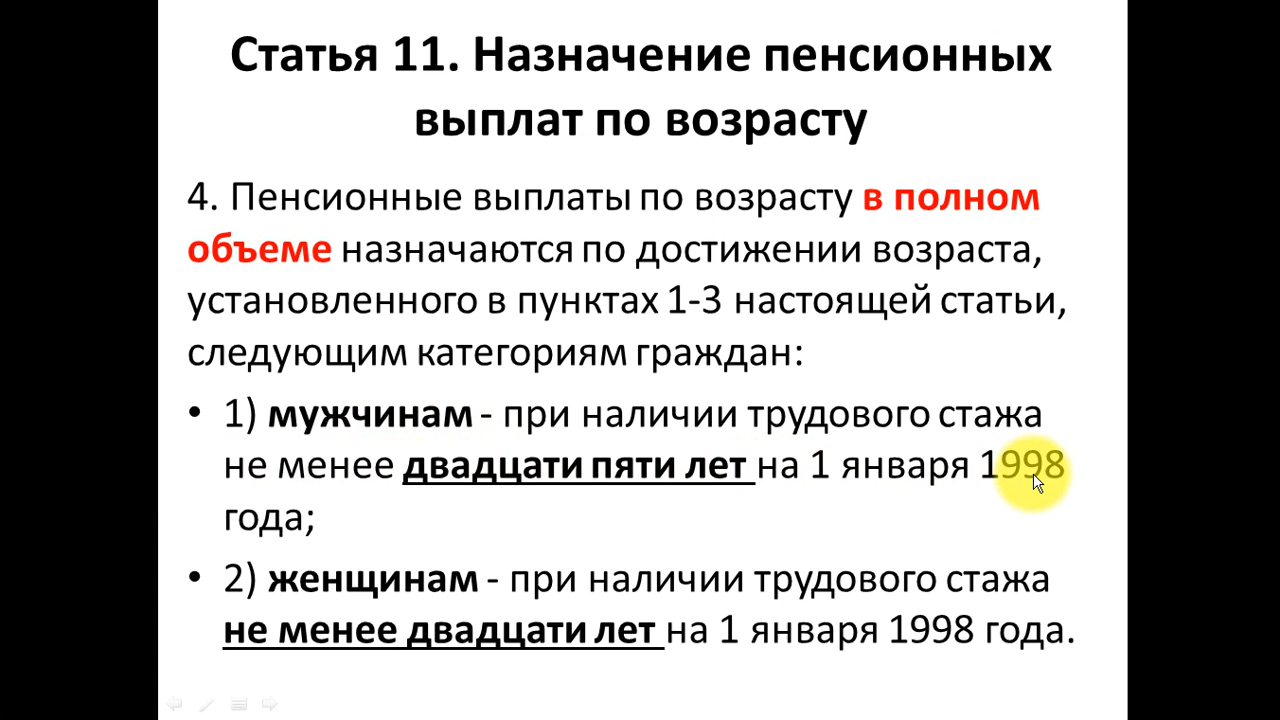 Статья 11. Назначение пенсионных
выплат по возрасту
4. Пенсионные выплаты по возрасту в полном
объеме назначаются по достижении возраста,
установленного в пунктах 1-3 настоящей статьи,
следующим категориям граждан:
• 1) мужчинам - при наличии трудового стажа
не менее двадцати пяти лет на 1 января 1998
года;
• 2) женщинам - при наличии трудового стажа
не менее двадцати лет на 1 января 1998 года.